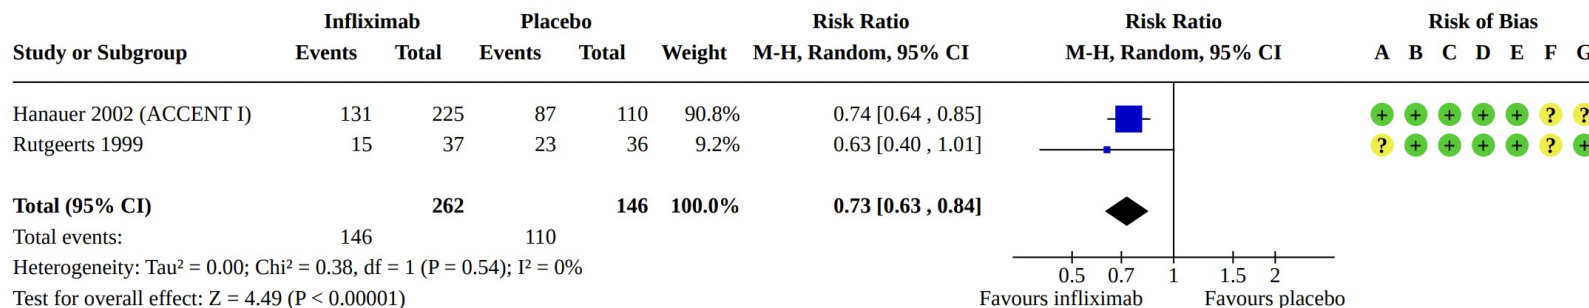 Infliximab Placebo Risk Ratio Risk Ratio Risk of Bias
Study or Subgroup Events Total Events Total Weight M-H, Random, 95% CI M-H, Random, 95% CI A B C D E F G
Hanauer 2002 (ACCENT I) 131 225 87 110 90.8% 0.74 [0.64 , 0.85] + + + + + ? ?
Rutgeerts 1999 15 37 23 36 9.2% 0.63 [0.40 , 1.01] ? + + + + ? +
Total (95% CI) 262 146 100.0% 0.73 [0.63 , 0.84]
Total events: 146 110
Heterogeneity: Tau² = 0.00; Chi² = 0.38, df = 1 (P = 0.54); I² = 0%
0.5 0.7 1 1.5 2
Test for overall effect: Z = 4.49 (P < 0.00001) Favours infliximab Favours placebo